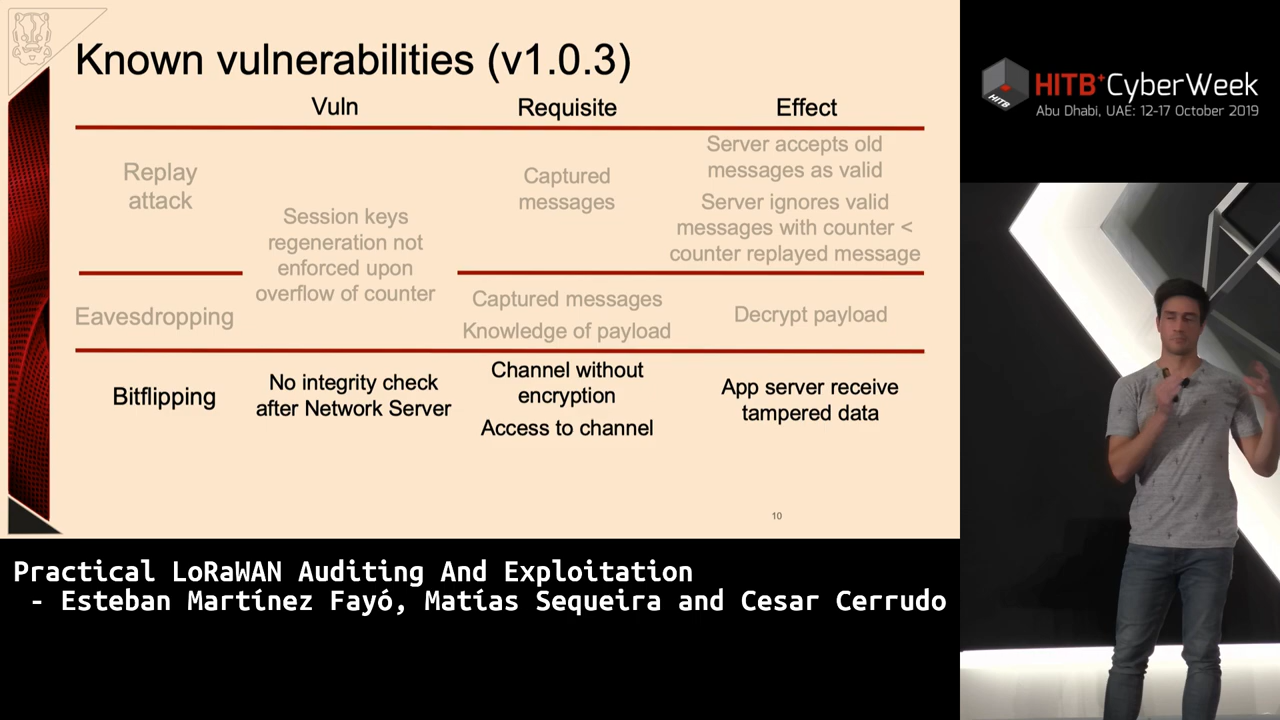 Known vulnerabilities (v1.0.3)
Vuln
Requisite
Effect
Replay
attack
Session keys
regeneration not
enforced upon
overflow of counter
Captured
messages
Server accepts old
messages as valid
Server ignores valid
messages with counter <
counter replayed message
Eavesdropping
Captured messages
Knowledge of payload
Decrypt payload
Bitflipping
No integrity check
after Network Server
Channel without
encryption
Access to channel
App server receive
tampered data
10
HITB
HITB+CyberWeek
Abu Dhabi, UAE: 12-17 October 2019
Practical LoRaWAN Auditing And Exploitation
- Esteban Martínez Fayó, Matías Sequeira and Cesar Cerrudo